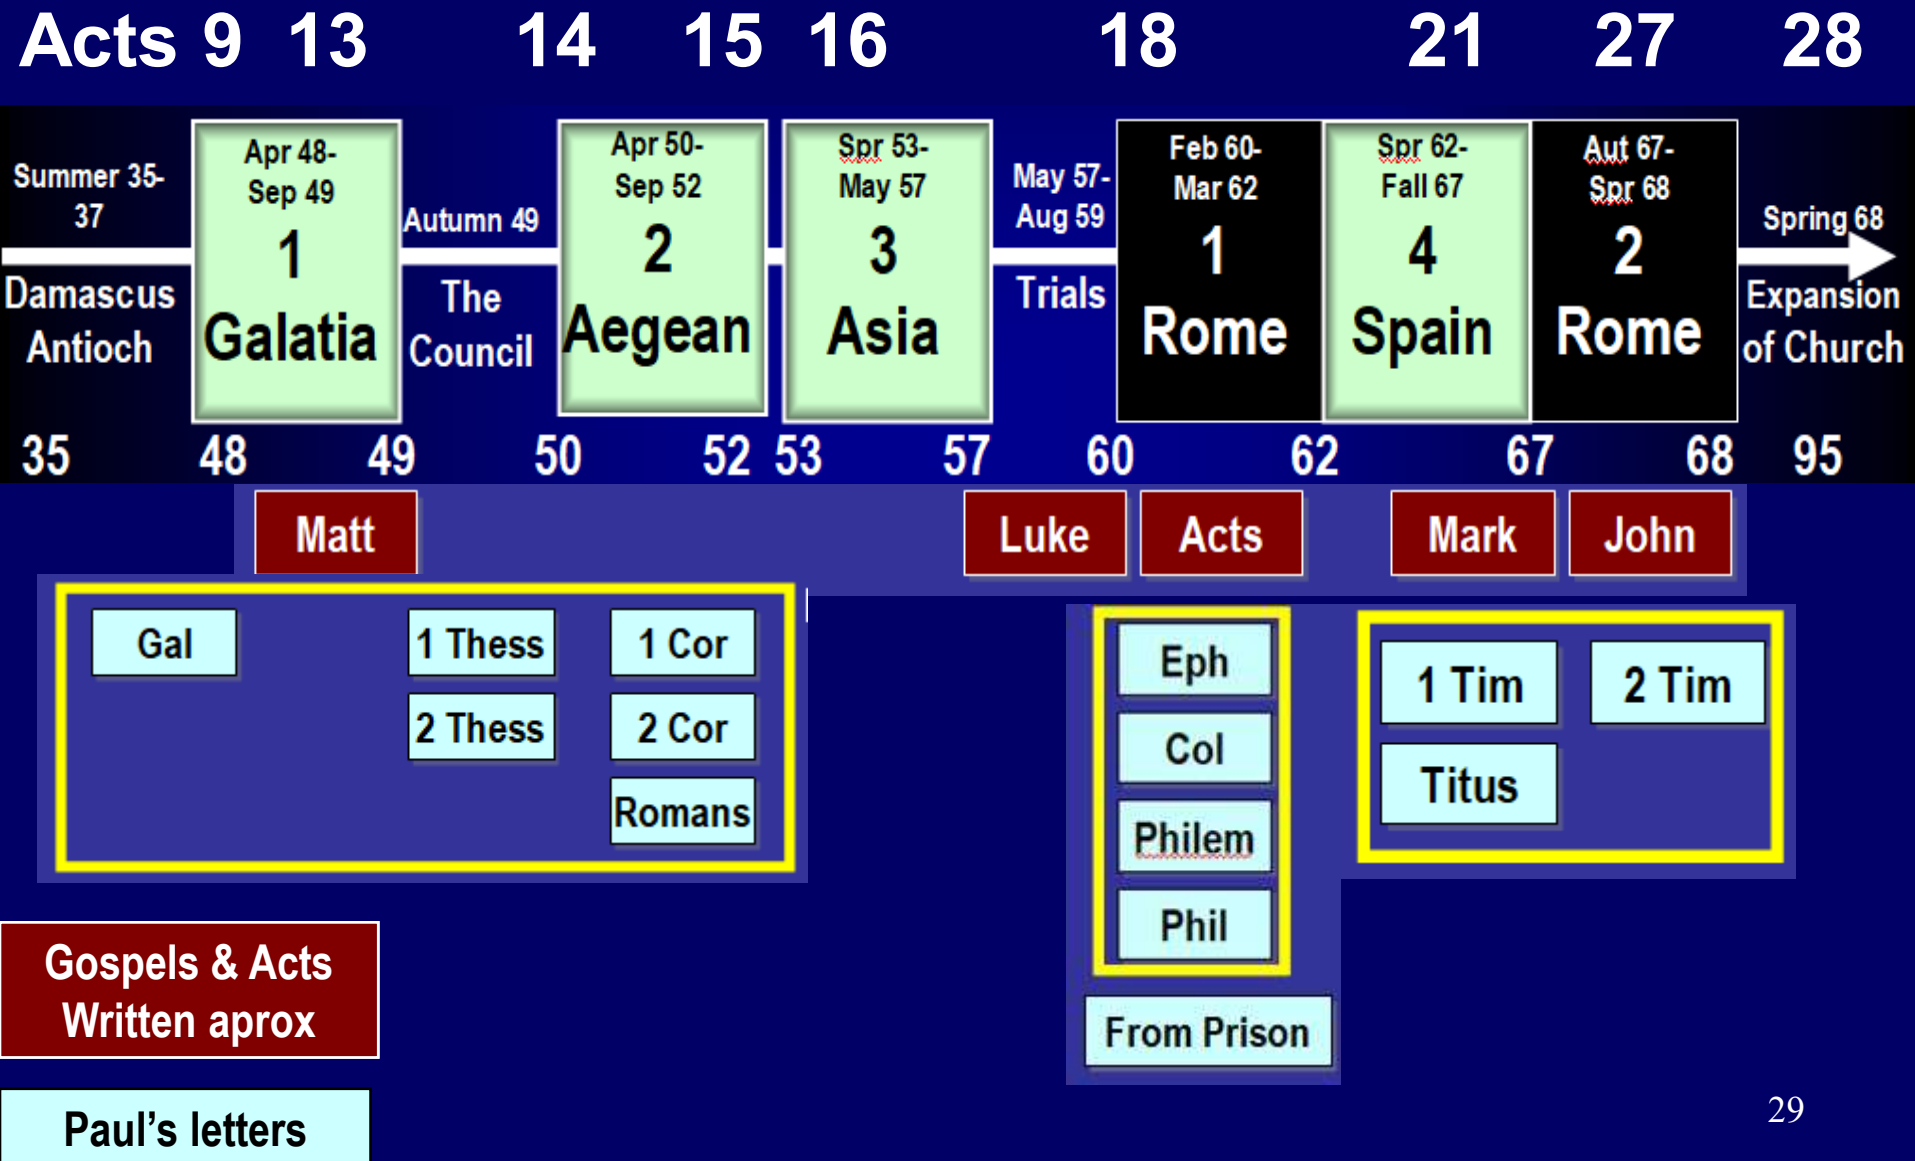 Acts 9 13 14 15 16 18 21 27 28
Summer 35-
37
Damascus
Antioch
Apr 48-
Sep 49
1
Galatia
Autumn 49
The
Council
Apr 50-
Sep 52
2
Aegean
Spr 53-
May 57
3
Asia
May 57-
Aug 59
Trials
Feb 60-
Mar 62
1
Rome
Spr 62-
Fall 67
4
Spain
Aut 67-
Spr 68
2
Rome
Spring 68
Expansion
of Church
35 48 49 50 52 53 57 60 62 67 68 95
Matt Luke Acts Mark John
Gal
1 Thess
2 Thess
1 Cor
2 Cor
Romans
Eph
Col
Philem
Phil
From Prison
1 Tim 2 Tim
Titus
Gospels & Acts
Written aprox
Paul’s letters
29